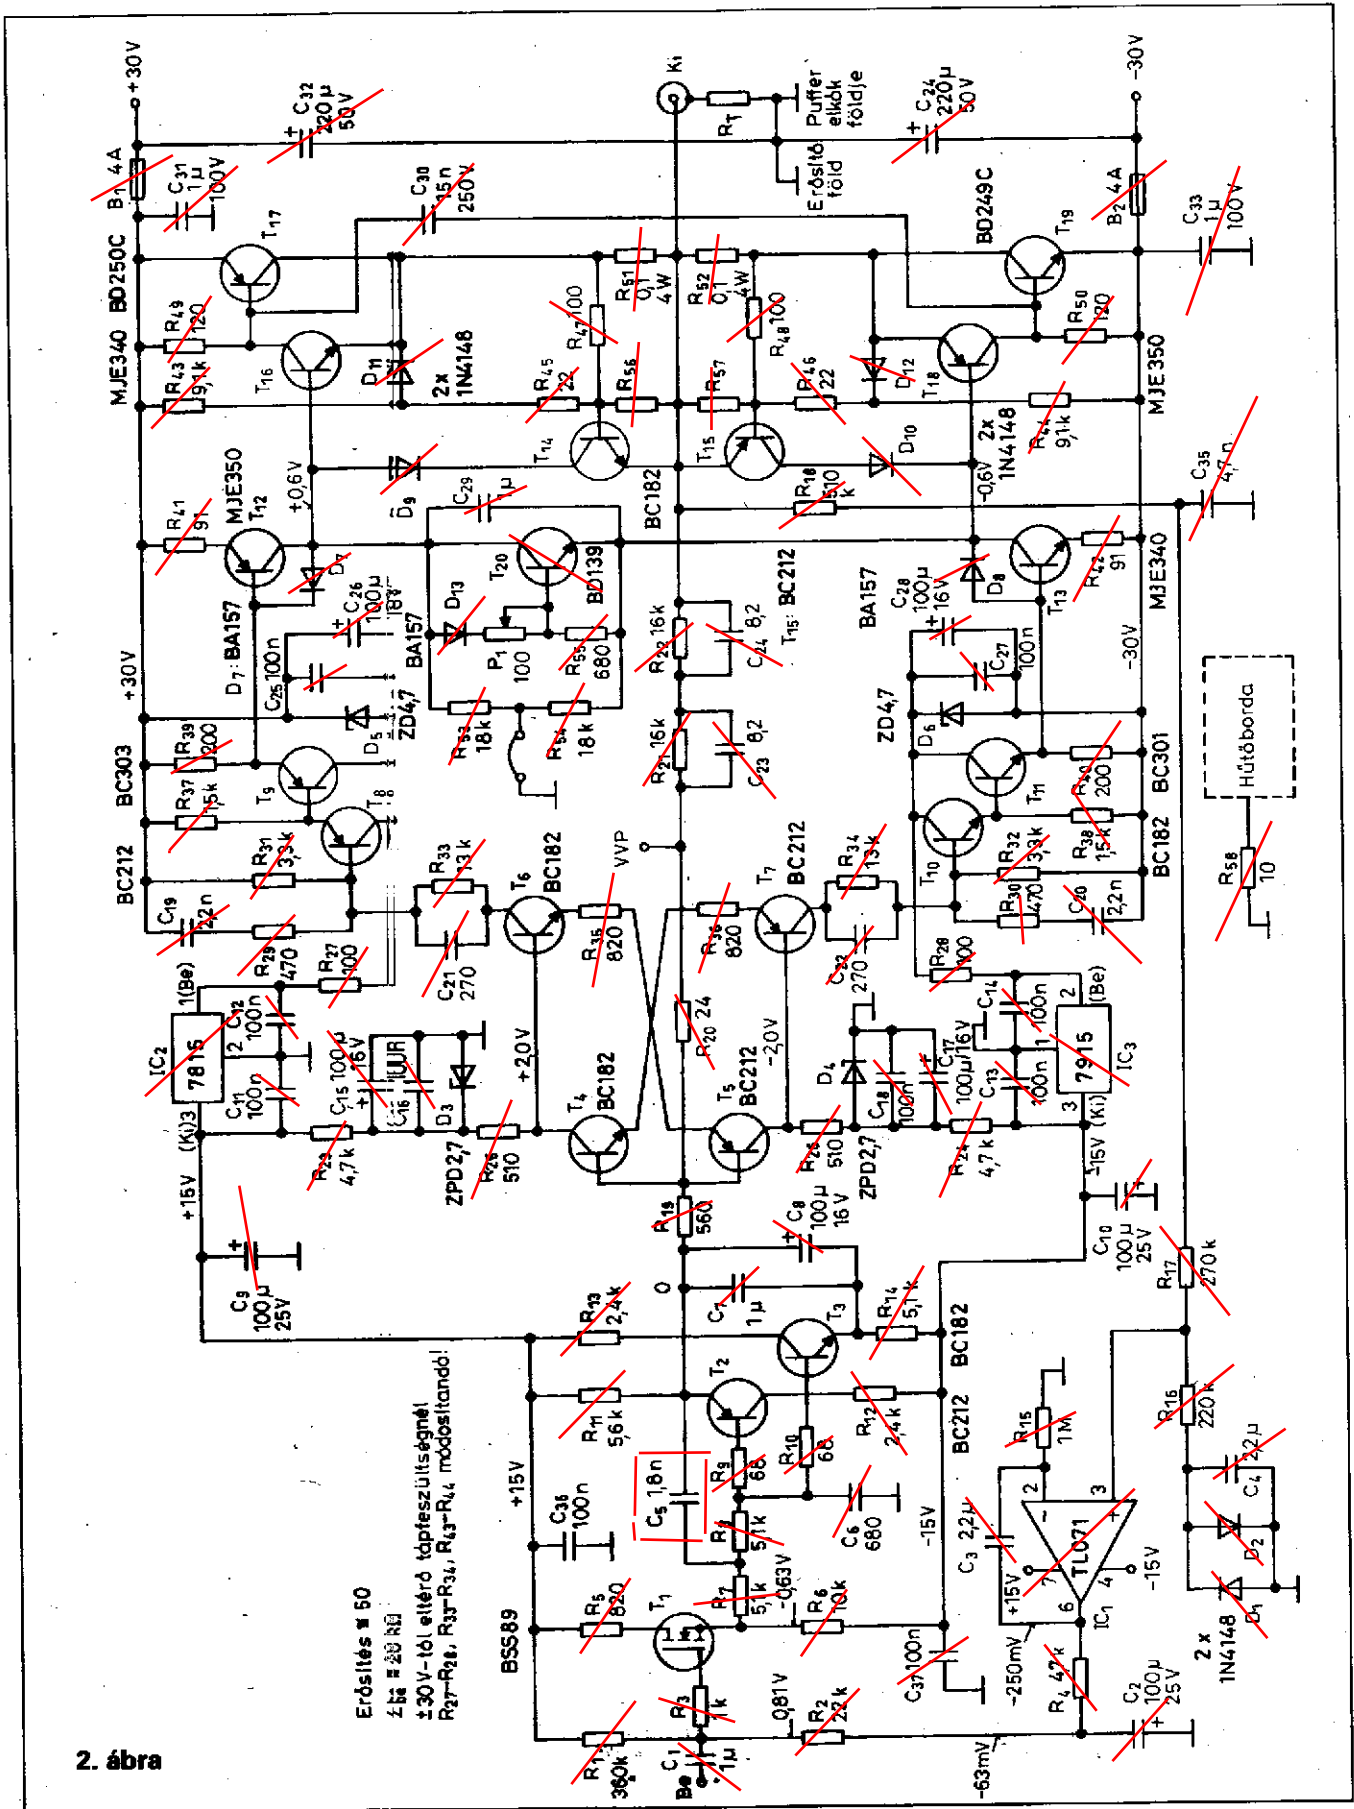 2. ábra
Erősítés ≅ 50
±30V-tól eltérő tápfeszültségnél
R27-R28, R33-R34, R43-R44 módosítandó!
+30V
B1 4A
C31
1µ
100V
C32
220µ
50V
C30
15n
250V
T17
BD250C
MJE340
R49
120
R43
9,1k
T16
D11
2x
1N4148
R45
22
R47
100
R56
R51
0,1
4W
R52
0,1
4W
R57
R48
100
R46
22
D12
T18
D10
2x
1N4148
R44
9,1k
R50
120
MJE350
BD249C
T19
B2 4A
C33
1µ
100V
C24
220µ
50V
-30V
Ki
RT
Puffer
elkók
földje
Erősítő
föld
T14
T15
BC182
R18
510
k
C35
4,7n
R41
91
MJE350
T12
+0,6V
D9
C29
1µ
D7
D7: BA157
C26
100µ
C25
100n
D5
ZD4,7
BA157
D13
P1
100
T20
BD139
R55
680
R53
18k
R54
18k
R22 16k
C24
8,2
R21 16k
C23
8,2
T15: BC212
-0,6V
D8
BA157
C28
100µ
16V
C27
100n
ZD4,7
D6
T13
R42
91
MJE340
-30V
+30V
BC303
R39
200
R37
1,5k
T9
T8
BC212
R31
3,3k
C19
2,2n
R29
470
R27
100
R33
13k
C21
270
T6
BC182
R35
820
VVP
R36
820
T7
BC212
R34
13k
C22
270
T10
T11
R40
200
R38
1,5k
R32
3,3k
R30
470
C20
2,2n
BC301
BC182
R28
100
R58
10
Hűtőborda
1(Be)
IC2
7815
2
(Ki)3
C12
100n
C11
100n
+15V
R23
4,7k
C15
100µ
16V
C16
D3
ZPD2,7
R26
510
+2,0V
T4
BC182
R20
24
T5
BC212
-2,0V
R25
510
D4
ZPD2,7
C18
100n
C17
100µ/16V
R24
4,7k
C14
100n
C13
100n
2
(Be)
1
7915
IC3
3
(Ki)
-15V
C10
100µ
25V
C9
100µ
25V
R19
560
C8
100µ
16V
C7
1µ
0
R13
2,4k
T3
R14
5,1k
BC182
R11
5,6k
T2
R12
2,4k
BC212
R9
68
R10
68
C5 1,8n
R8
5,1k
C6
680
+15V
C36
100n
BSS89
R5
820
T1
R7
5,1k
-0,63V
R6
10k
-15V
C37 100n
R1
360k
R3
1k
C1
1µ
Be
0,81V
R2
22k
-63mV
C2
100µ
25V
R4 47k
-250mV
IC1
TL071
2
3
4
6
7
+15V
-15V
C3 2,2µ
R15
1M
R17
270k
R16
220k
C4
2,2µ
D2
D1
2x
1N4148